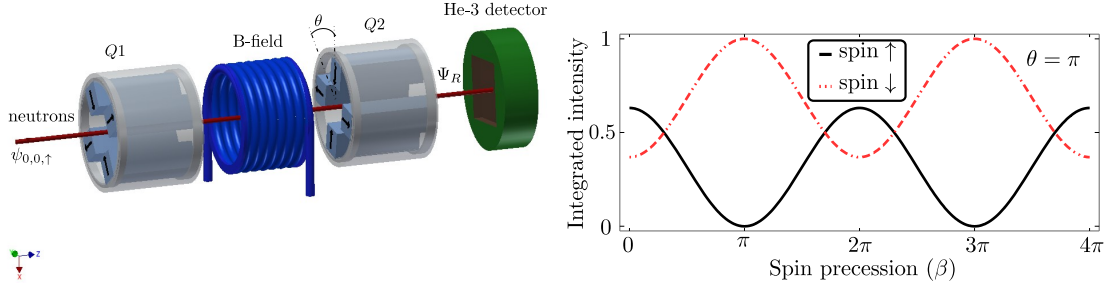 He-3 detector
θ
Q1
B-field
Q2
Ψ_R
neutrons
ψ_{0,0,↑}
Z
X
1
0.5
0
spin ↑
spin ↓
θ = π
0 π 2π 3π 4π
Integrated intensity
Spin precession (β)